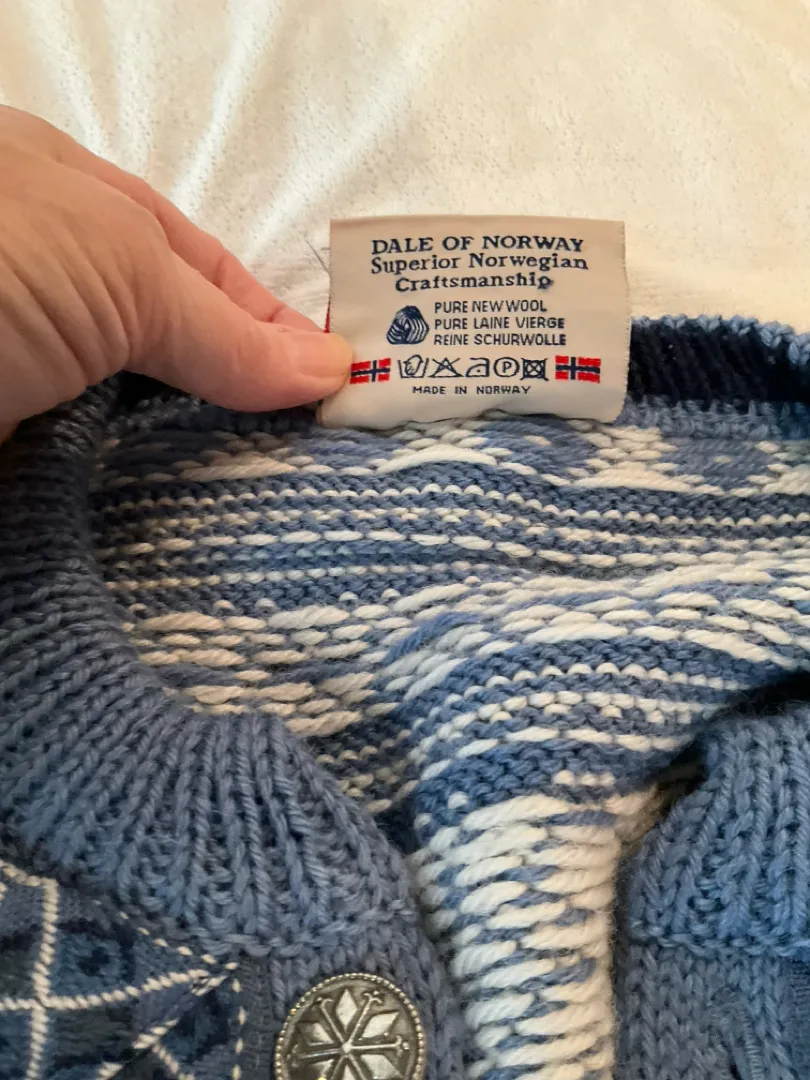 DALE OF NORWAY
Superior Norwegian
Craftsmanship
PURE NEW WOOL
PURE LAINE VIERGE
REINE SCHURWOLLE
P
MADE IN NORWAY